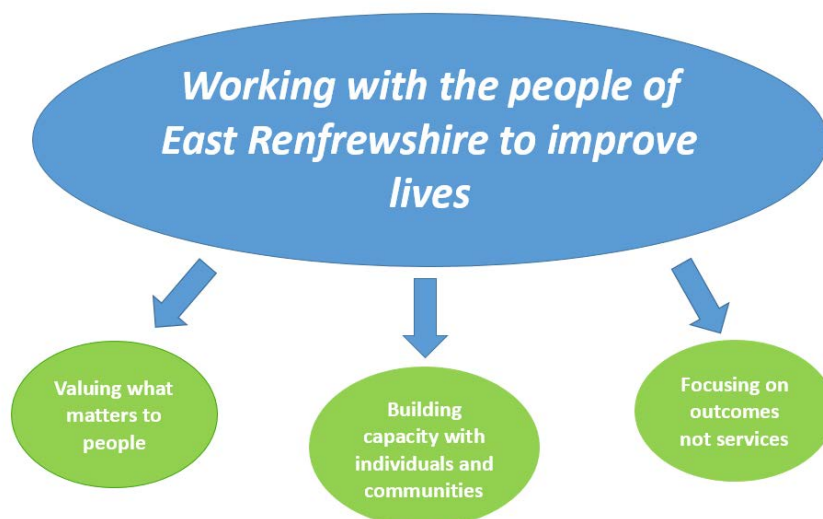 Working with the people of
East Renfrewshire to improve
lives
Valuing what
matters to
people
Building
capacity with
individuals and
communities
Focusing on
outcomes
not services